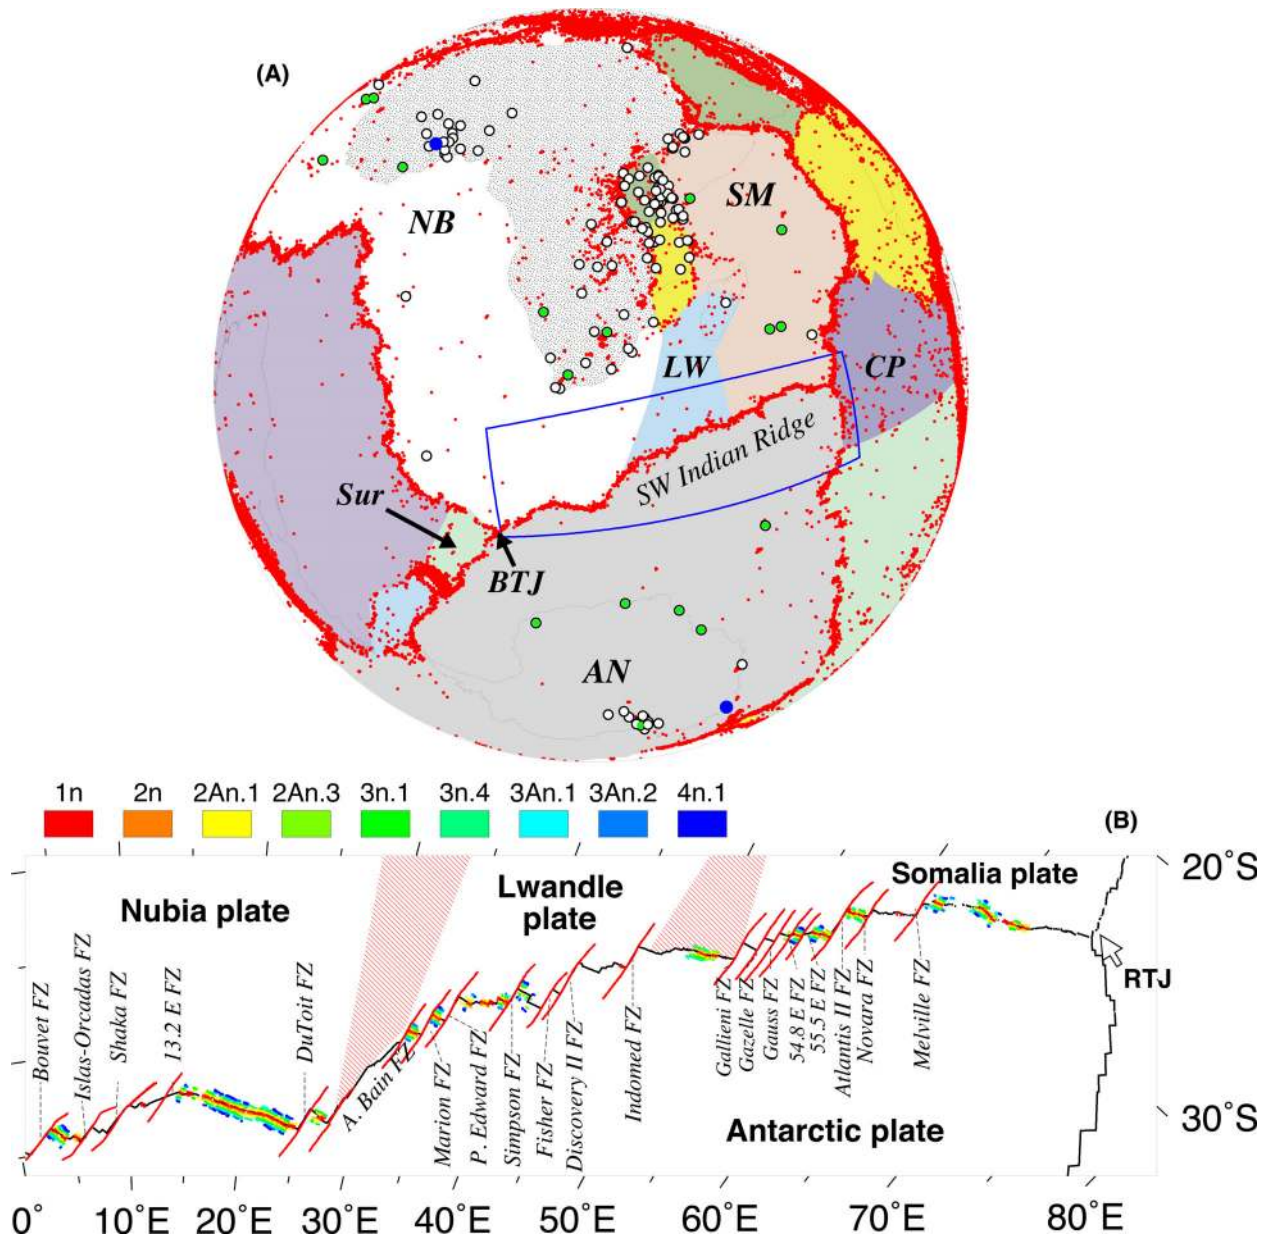 (A)
NB
SM
LW
CP
SW Indian Ridge
Sur
BTJ
AN
1n 2n 2An.1 2An.3 3n.1 3n.4 3An.1 3An.2 4n.1
(B)
20°S
Nubia plate
Lwandle
plate
Somalia plate
RTJ
Bouvet FZ
Islas-Orcadas FZ
Shaka FZ
13.2 E FZ
DuToit FZ
A. Bain FZ
Marion FZ
P. Edward FZ
Simpson FZ
Fisher FZ
Discovery II FZ
Indomed FZ
Gallieni FZ
Gazelle FZ
Gauss FZ
54.8 E FZ
55.5 E FZ
Atlantis II FZ
Novara FZ
Melville FZ
Antarctic plate
30°S
0° 10°E 20°E 30°E 40°E 50°E 60°E 70°E 80°E